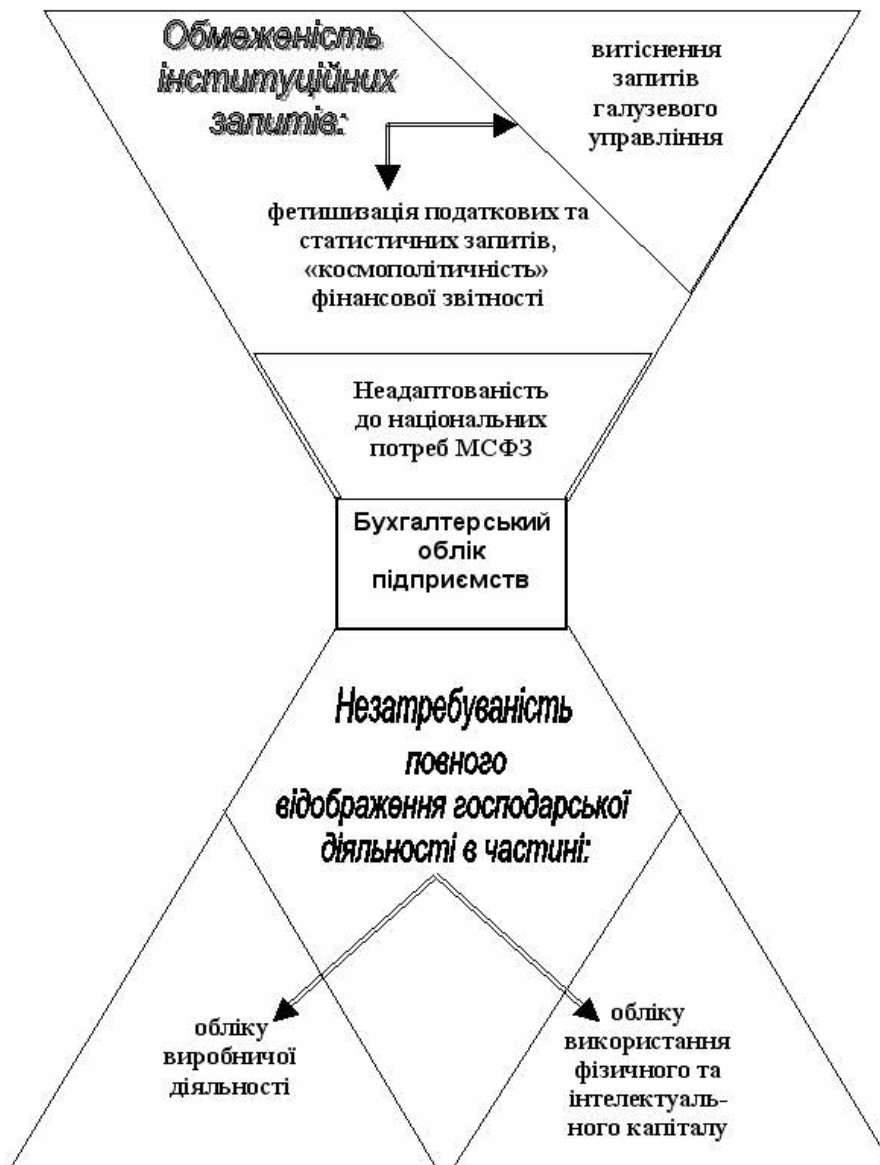 Обмеженість
інституційних
запитів:
витіснення
запитів
галузевого
управління
фетишизація податкових та
статистичних запитів,
«космополітичність»
фінансової звітності
Неадаптованість
до національних
потреб МСФЗ
Бухгалтерський
облік
підприємств
Незатребуваність
повного
відображення господарської
діяльності в частині:
обліку
виробничої
діяльності
обліку
використання
фізичного та
інтелектуаль-
ного капіталу